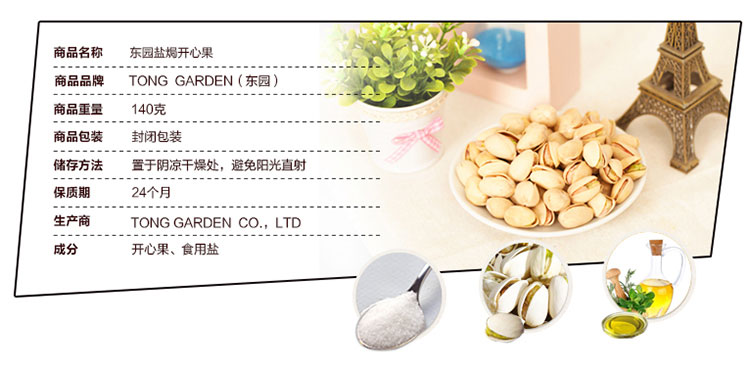 商品名称 东园盐焗开心果
商品品牌 TONG GARDEN（东园）
商品重量 140克
商品包装 封闭包装
储存方法 置于阴凉干燥处，避免阳光直射
保质期 24个月
生产商 TONG GARDEN CO.，LTD
成分 开心果、食用盐